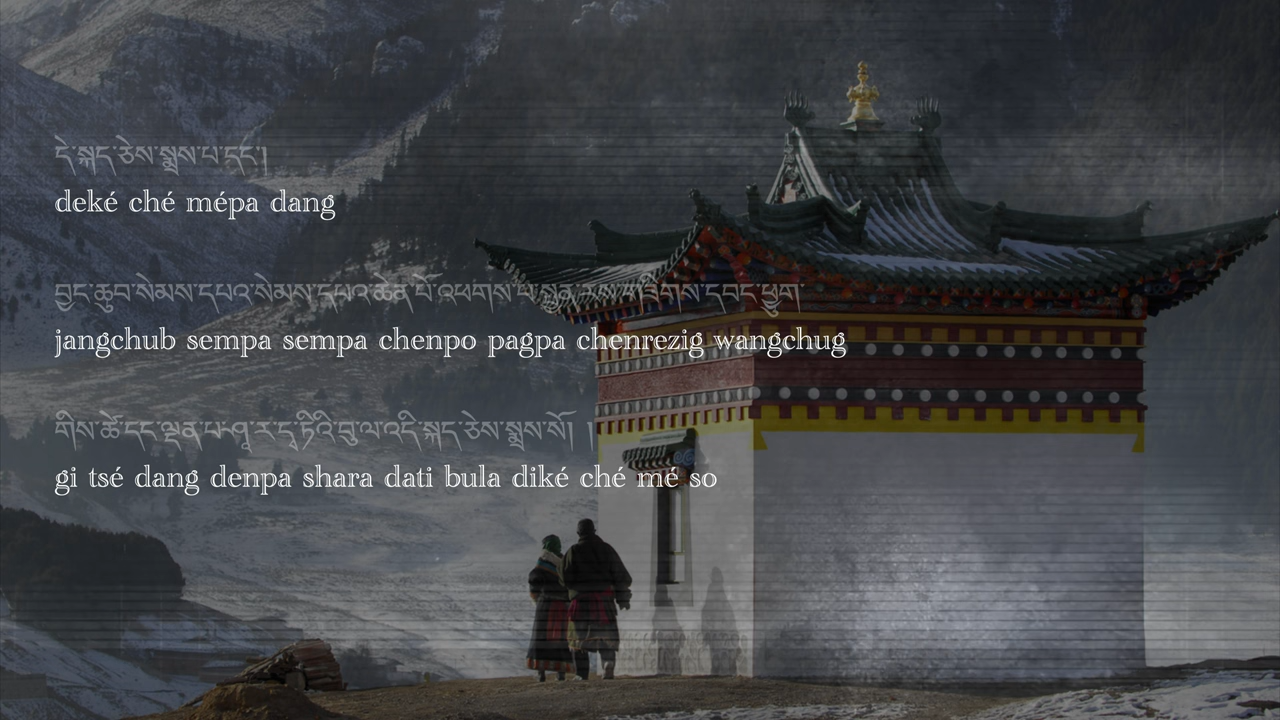 དེ་སྐད་ཅེས་སྨྲས་པ་དང་།
deké ché mépa dang
བྱང་ཆུབ་སེམས་དཔའ་སེམས་དཔའ་ཆེན་པོ་འཕགས་པ་སྤྱན་རས་གཟིགས་དབང་ཕྱུག་
jangchub sempa sempa chenpo pagpa chenrezig wangchug
གིས་ཚེ་དང་ལྡན་པ་ཤཱ་ར་དྭ་ཏིའི་བུ་ལ་འདི་སྐད་ཅེས་སྨྲས་སོ། །
gi tsé dang denpa shara dati bula diké ché mé so